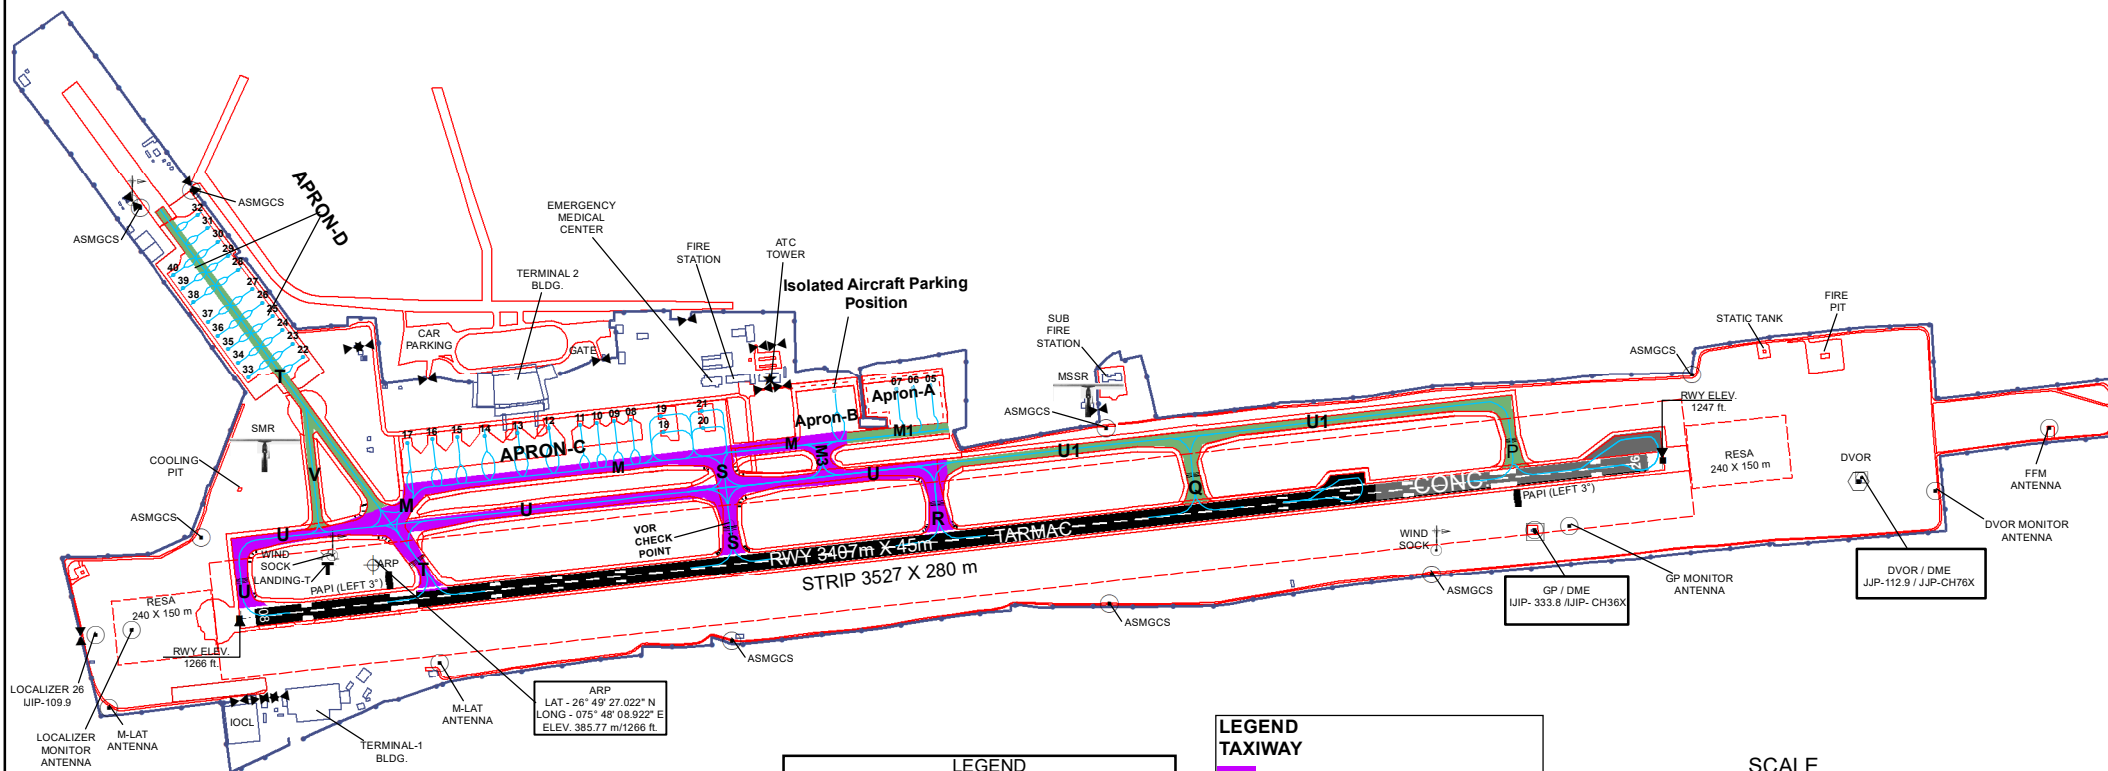 APRON-D
ASMGCS
ASMGCS
32
31
30
29
28
27
26
25
24
23
22
40
39
38
37
36
35
34
33
T
EMERGENCY
MEDICAL
CENTER
FIRE
STATION
ATC
TOWER
TERMINAL 2
BLDG.
Isolated Aircraft Parking
Position
CAR
PARKING
GATE
SUB
FIRE
STATION
MSSR
ASMGCS
STATIC TANK
FIRE
PIT
ASMGCS
RWY ELEV.
1247 ft.
07 06 05
Apron-A
Apron-B
17
16
15
14
13
12
11
10
09
08
19
18
21
20
APRON-C
SMR
COOLING
PIT
ASMGCS
V
M
M
M
M1
M3
S
U
U
U
U1
U1
P
Q
R
S
T
U
VOR
CHECK
POINT
WIND
SOCK
LANDING-T
PAPI (LEFT 3°)
ARP
08
RWY 3407m X 45m
TARMAC
CONC.
26
STRIP 3527 X 280 m
PAPI (LEFT 3°)
WIND
SOCK
RESA
240 X 150 m
RESA
240 X 150 m
DVOR
FFM
ANTENNA
DVOR MONITOR
ANTENNA
DVOR / DME
JJP-112.9 / JJP-CH76X
GP MONITOR
ANTENNA
GP / DME
IJIP- 333.8 /IJIP- CH36X
ASMGCS
ASMGCS
ASMGCS
RWY ELEV.
1266 ft.
LOCALIZER 26
IJIP-109.9
LOCALIZER
MONITOR
ANTENNA
M-LAT
ANTENNA
IOCL
TERMINAL-1
BLDG.
M-LAT
ANTENNA
ARP
LAT - 26° 49' 27.022" N
LONG - 075° 48' 08.922" E
ELEV. 385.77 m/1266 ft.
LEGEND
LEGEND
TAXIWAY
SCALE